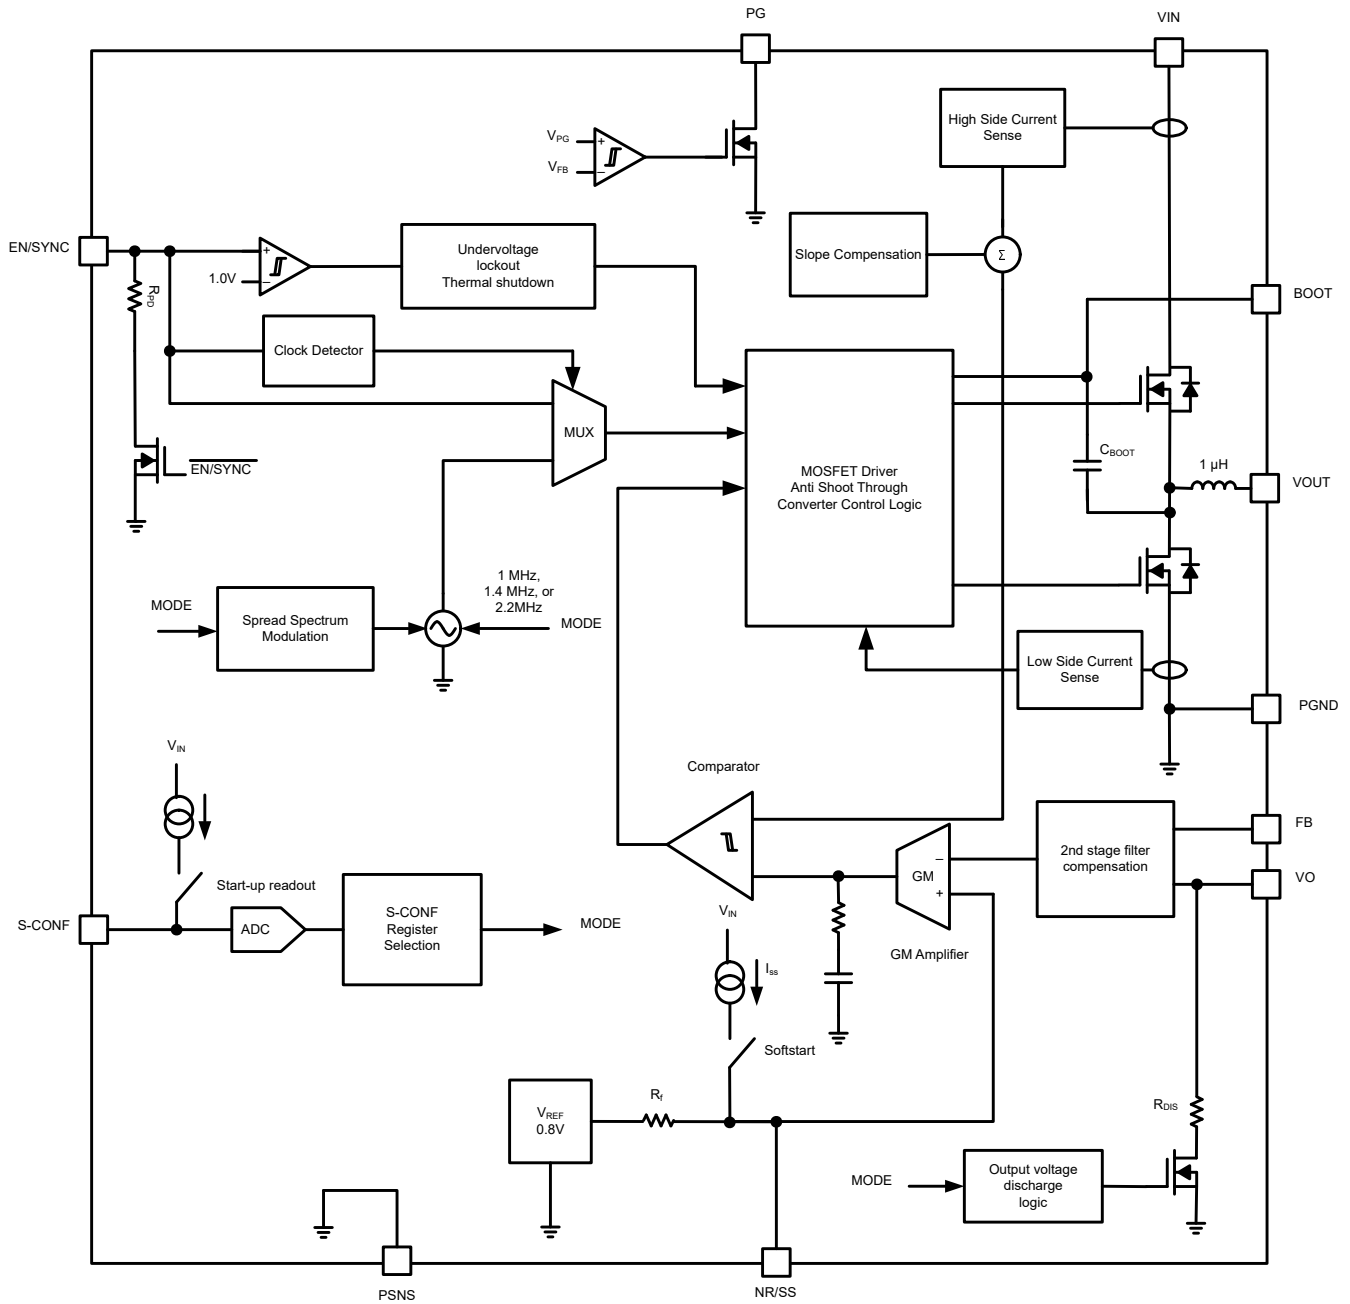 PG
VIN
High Side Current
Sense
VPG
+
VFB
−
EN/SYNC
+
1.0V
−
Undervoltage
lockout
Thermal shutdown
Slope Compensation
Σ
RPD
BOOT
Clock Detector
MUX
EN/SYNC
MOSFET Driver
Anti Shoot Through
Converter Control Logic
CBOOT
1 µH
VOUT
1 MHz,
1.4 MHz, or
2.2MHz
MODE
Spread Spectrum
Modulation
MODE
Low Side Current
Sense
PGND
VIN
Comparator
FB
2nd stage filter
compensation
−
GM
+
VO
Start-up readout
S-CONF
ADC
S-CONF
Register
Selection
MODE
VIN
GM Amplifier
Iss
Softstart
Rf
VREF
0.8V
RDIS
MODE
Output voltage
discharge
logic
PSNS
NR/SS